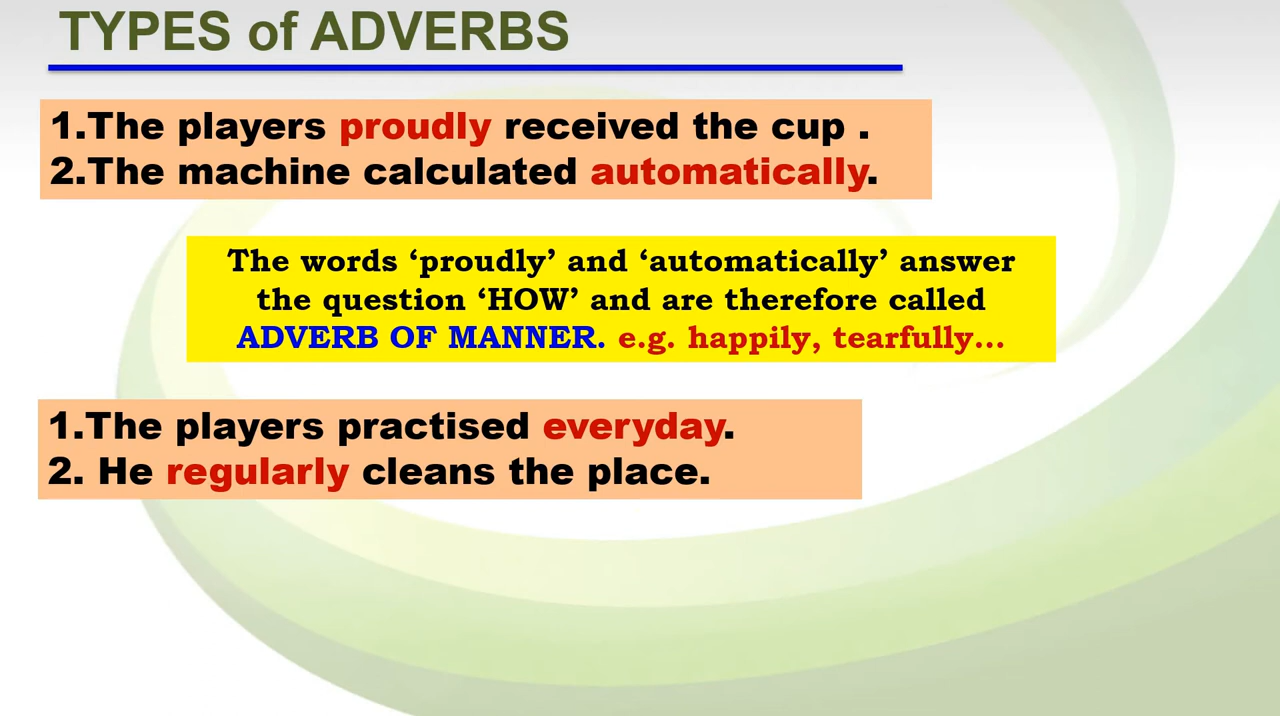 TYPES of ADVERBS
1.The players proudly received the cup .
2.The machine calculated automatically.
The words ‘proudly’ and ‘automatically’ answer
the question ‘HOW’ and are therefore called
ADVERB OF MANNER. e.g. happily, tearfully...
1.The players practised everyday.
2. He regularly cleans the place.